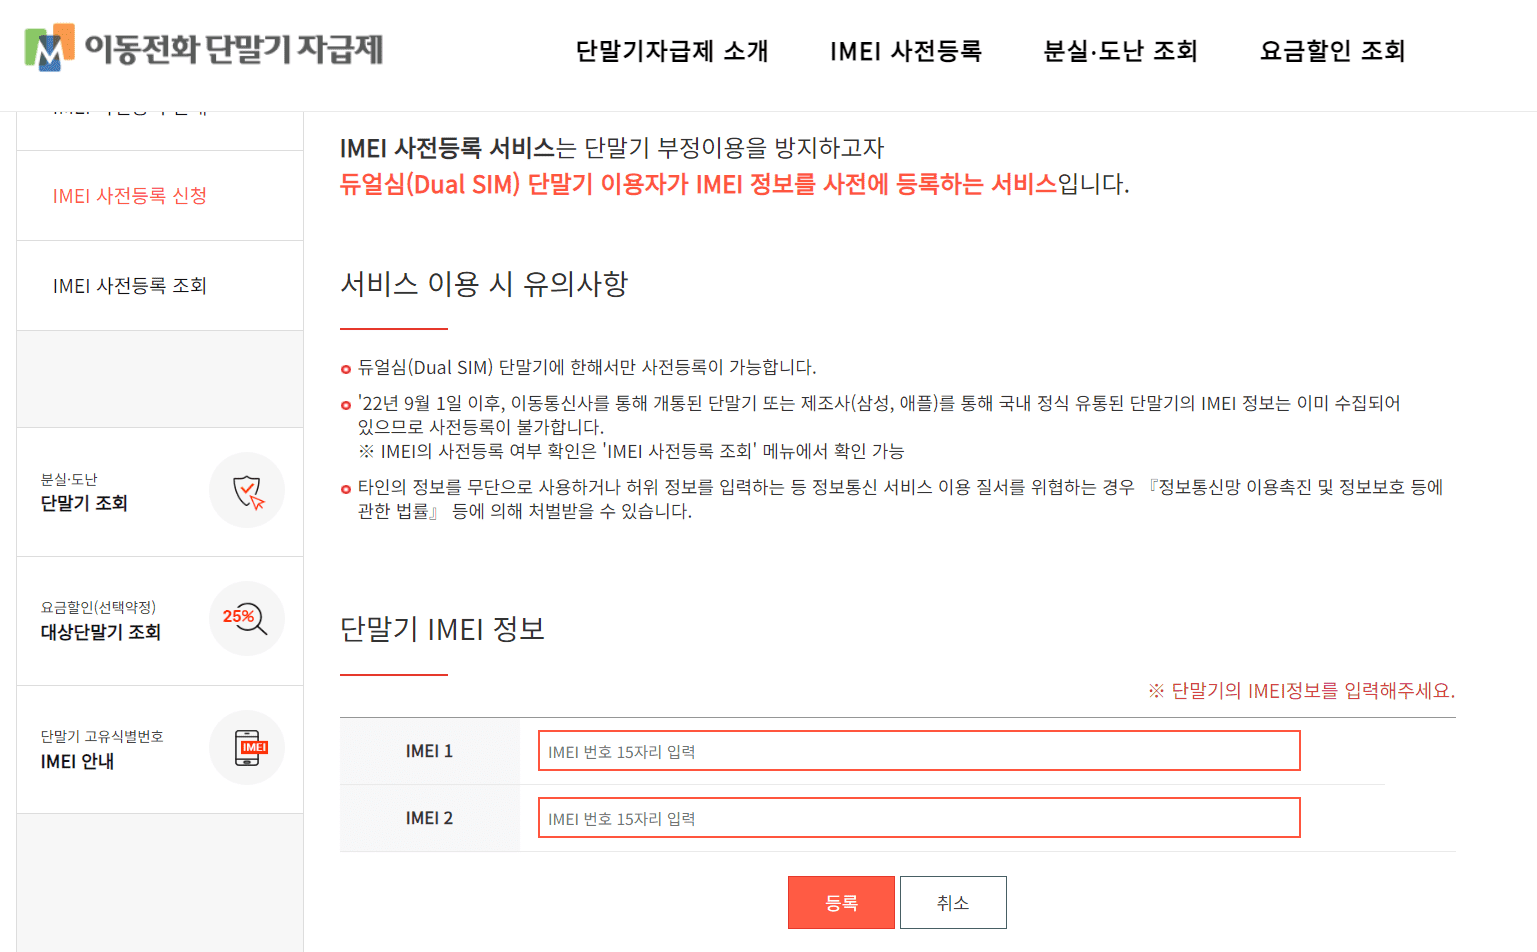 이동전화 단말기 자급제
단말기자급제 소개
IMEI 사전등록
분실·도난 조회
요금할인 조회
IMEI 사전등록 신청
IMEI 사전등록 조회
분실·도난
단말기 조회
요금할인(선택약정)
대상단말기 조회
25%
단말기 고유식별번호
IMEI 안내
IMEI
IMEI 사전등록 서비스는 단말기 부정이용을 방지하고자
듀얼심(Dual SIM) 단말기 이용자가 IMEI 정보를 사전에 등록하는 서비스입니다.
서비스 이용 시 유의사항
듀얼심(Dual SIM) 단말기에 한해서만 사전등록이 가능합니다.
'22년 9월 1일 이후, 이동통신사를 통해 개통된 단말기 또는 제조사(삼성, 애플)를 통해 국내 정식 유통된 단말기의 IMEI 정보는 이미 수집되어
있으므로 사전등록이 불가합니다.
※ IMEI의 사전등록 여부 확인은 'IMEI 사전등록 조회' 메뉴에서 확인 가능
타인의 정보를 무단으로 사용하거나 허위 정보를 입력하는 등 정보통신 서비스 이용 질서를 위협하는 경우 『정보통신망 이용촉진 및 정보보호 등에
관한 법률』 등에 의해 처벌받을 수 있습니다.
단말기 IMEI 정보
※ 단말기의 IMEI정보를 입력해주세요.
IMEI 1
IMEI 번호 15자리 입력
IMEI 2
IMEI 번호 15자리 입력
등록
취소